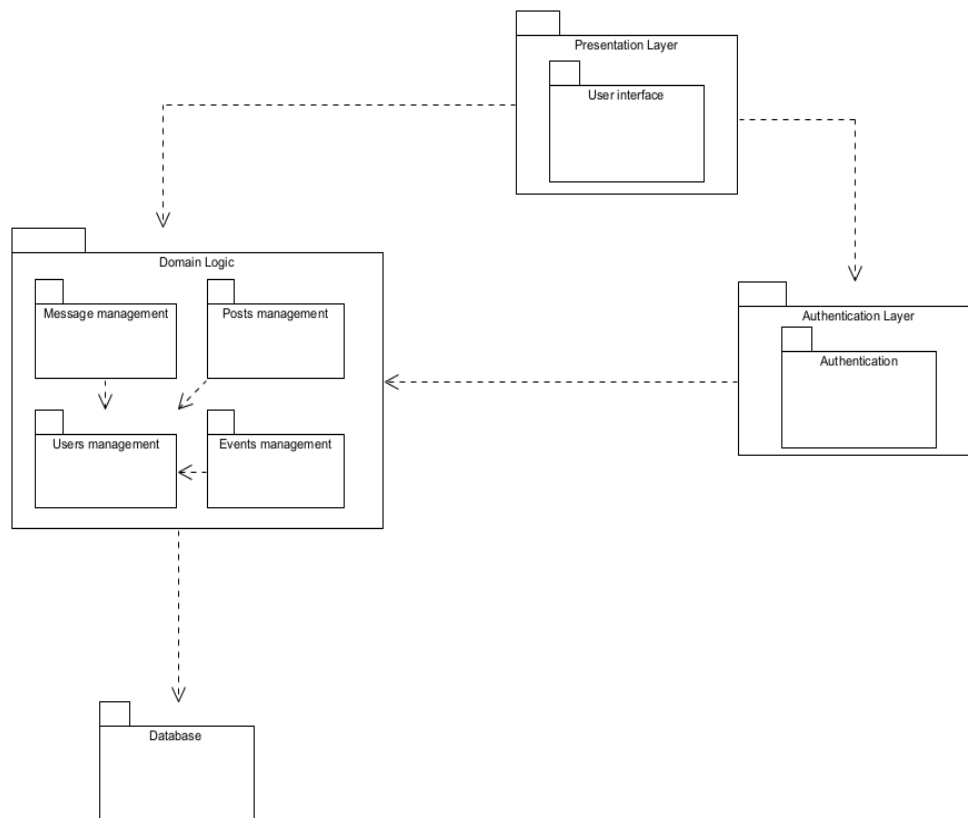 Presentation Layer
User interface
Domain Logic
Message management
Posts management
Users management
Events management
Authentication Layer
Authentication
Database